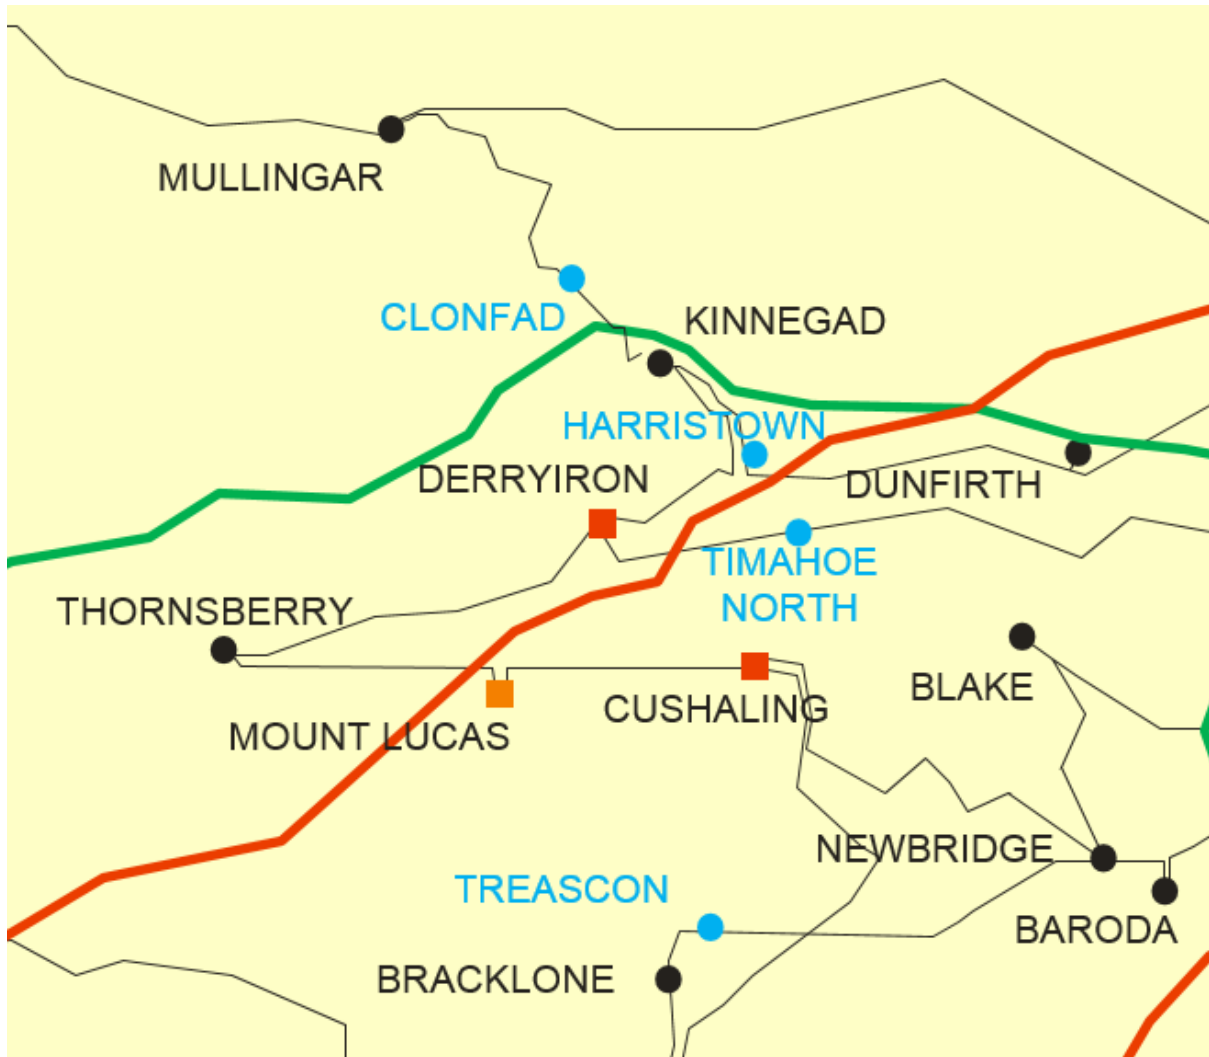 MULLINGAR
CLONFAD
KINNEGAD
HARRISTOWN
DERRYIRON
DUNFIRTH
TIMAHOE
NORTH
THORNSBERRY
BLAKE
CUSHALING
MOUNT LUCAS
NEWBRIDGE
TREASCON
BARODA
BRACKLONE